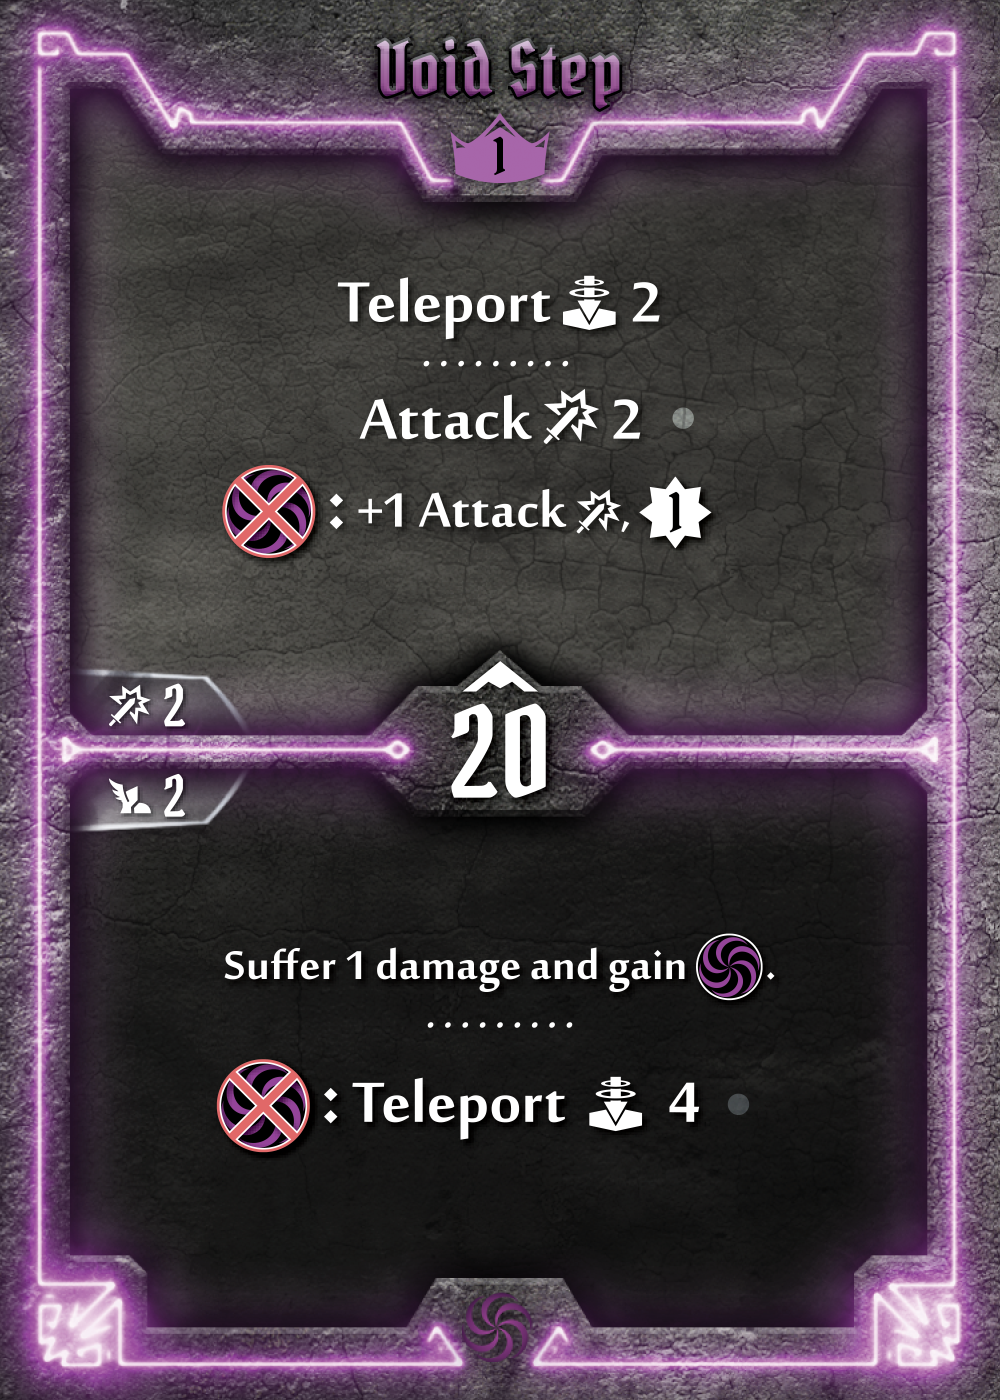 Void Step
1
Teleport 2
Attack 2
: +1 Attack , 1
2
20
2
Suffer 1 damage and gain .
: Teleport 4